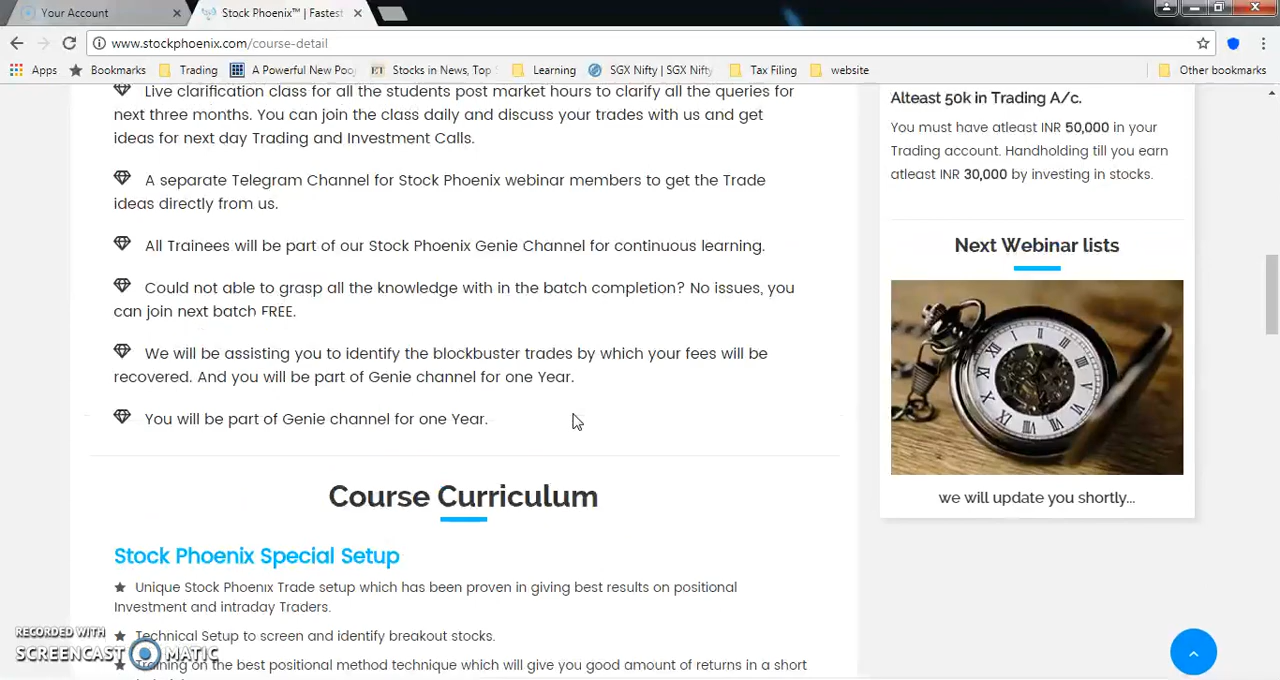 Your Account
Stock Phoenix™ | Fastest
www.stockphoenix.com/course-detail
Apps Bookmarks Trading A Powerful New Poo Stocks in News, Top Learning SGX Nifty | SGX Nifty Tax Filing website Other bookmarks
Live clarification class for all the students post market hours to clarify all the queries for
next three months. You can join the class daily and discuss your trades with us and get
ideas for next day Trading and Investment Calls.
A separate Telegram Channel for Stock Phoenix webinar members to get the Trade
ideas directly from us.
All Trainees will be part of our Stock Phoenix Genie Channel for continuous learning.
Could not able to grasp all the knowledge with in the batch completion? No issues, you
can join next batch FREE.
We will be assisting you to identify the blockbuster trades by which your fees will be
recovered. And you will be part of Genie channel for one Year.
You will be part of Genie channel for one Year.
Course Curriculum
Stock Phoenix Special Setup
Unique Stock Phoenix Trade setup which has been proven in giving best results on positional
Investment and intraday Traders.
Technical Setup to screen and identify breakout stocks.
Training on the best positional method technique which will give you good amount of returns in a short
Alteast 50k in Trading A/c.
You must have atleast INR 50,000 in your
Trading account. Handholding till you earn
atleast INR 30,000 by investing in stocks.
Next Webinar lists
we will update you shortly...
RECORDED WITH
SCREENCAST MATIC